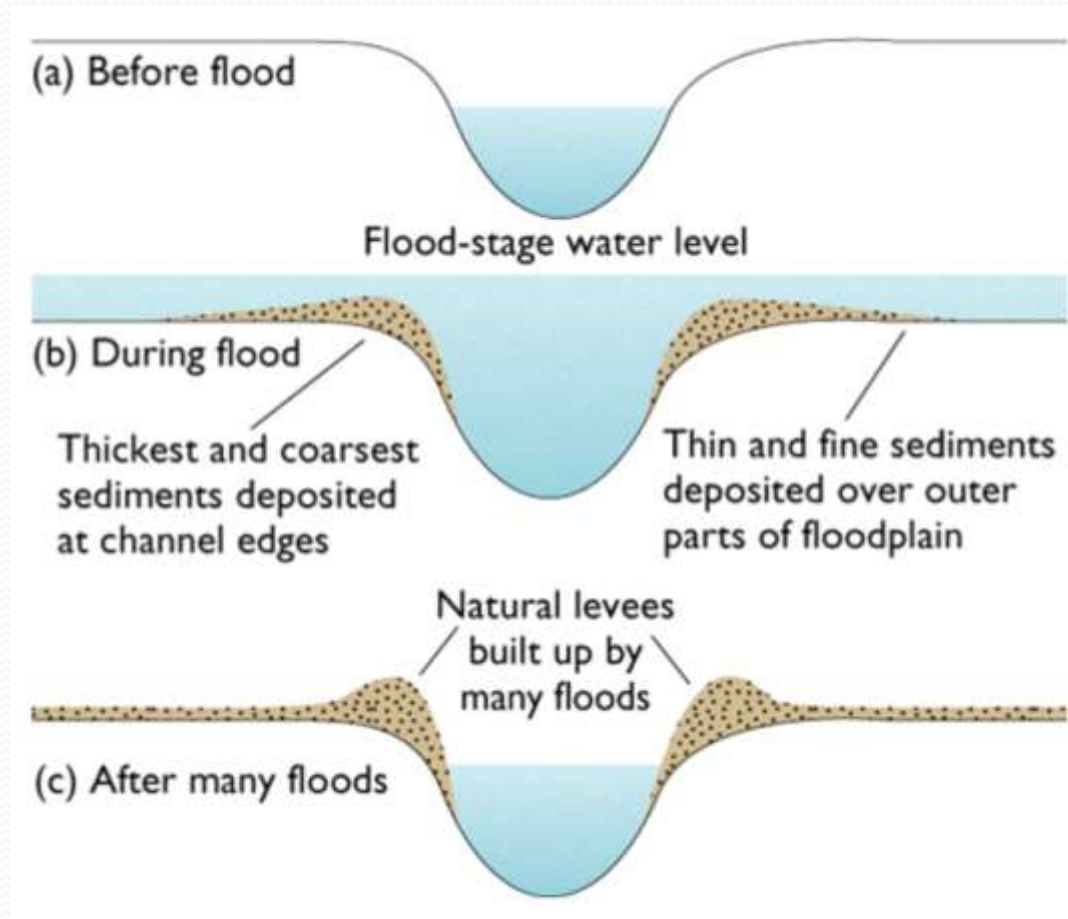 (a) Before flood
Flood-stage water level
(b) During flood
Thickest and coarsest
sediments deposited
at channel edges
Thin and fine sediments
deposited over outer
parts of floodplain
Natural levees
built up by
many floods
(c) After many floods